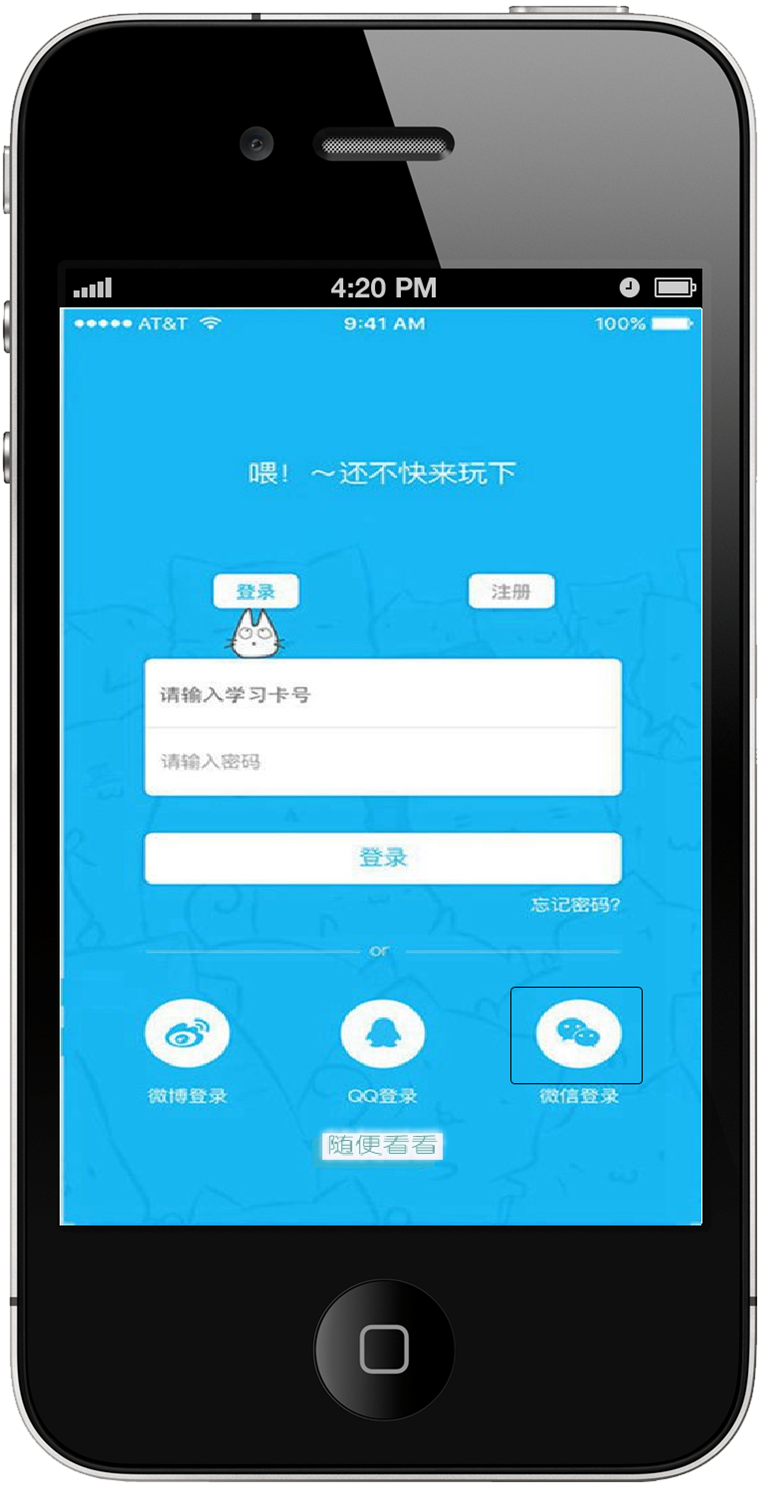 4:20 PM
AT&T 9:41 AM 100%
喂！～还不快来玩下
登录 注册
请输入学习卡号
请输入密码
登录
忘记密码?
or
微博登录 QQ登录 微信登录
随便看看